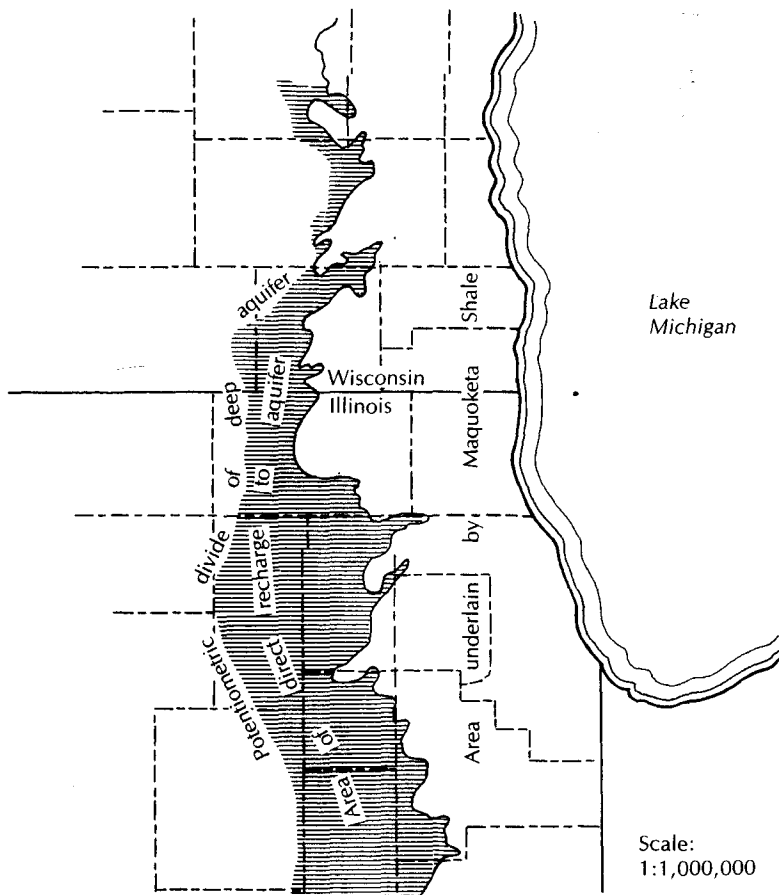 Lake
Michigan
Wisconsin
Illinois
Potentiometric divide of deep aquifer
Area of direct recharge to aquifer
Area underlain by Maquoketa Shale
Scale:
1:1,000,000